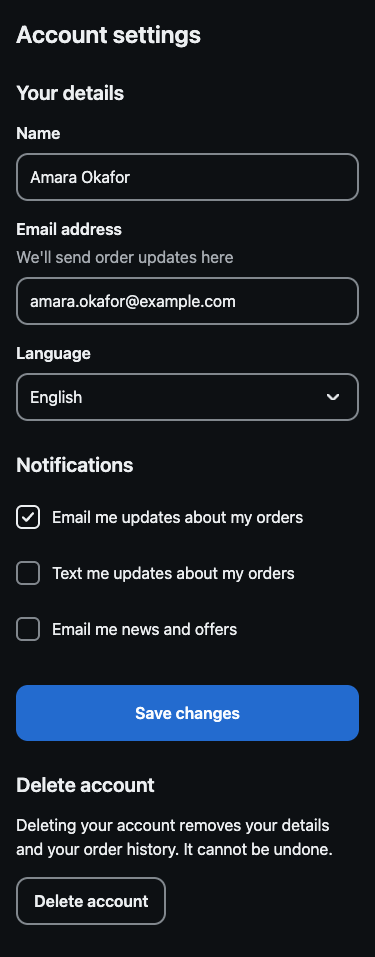 Account settings
Your details
Name
Amara Okafor
Email address
We'll send order updates here
amara.okafor@example.com
Language
English
Notifications
Email me updates about my orders
Text me updates about my orders
Email me news and offers
Save changes
Delete account
Deleting your account removes your details
and your order history. It cannot be undone.
Delete account